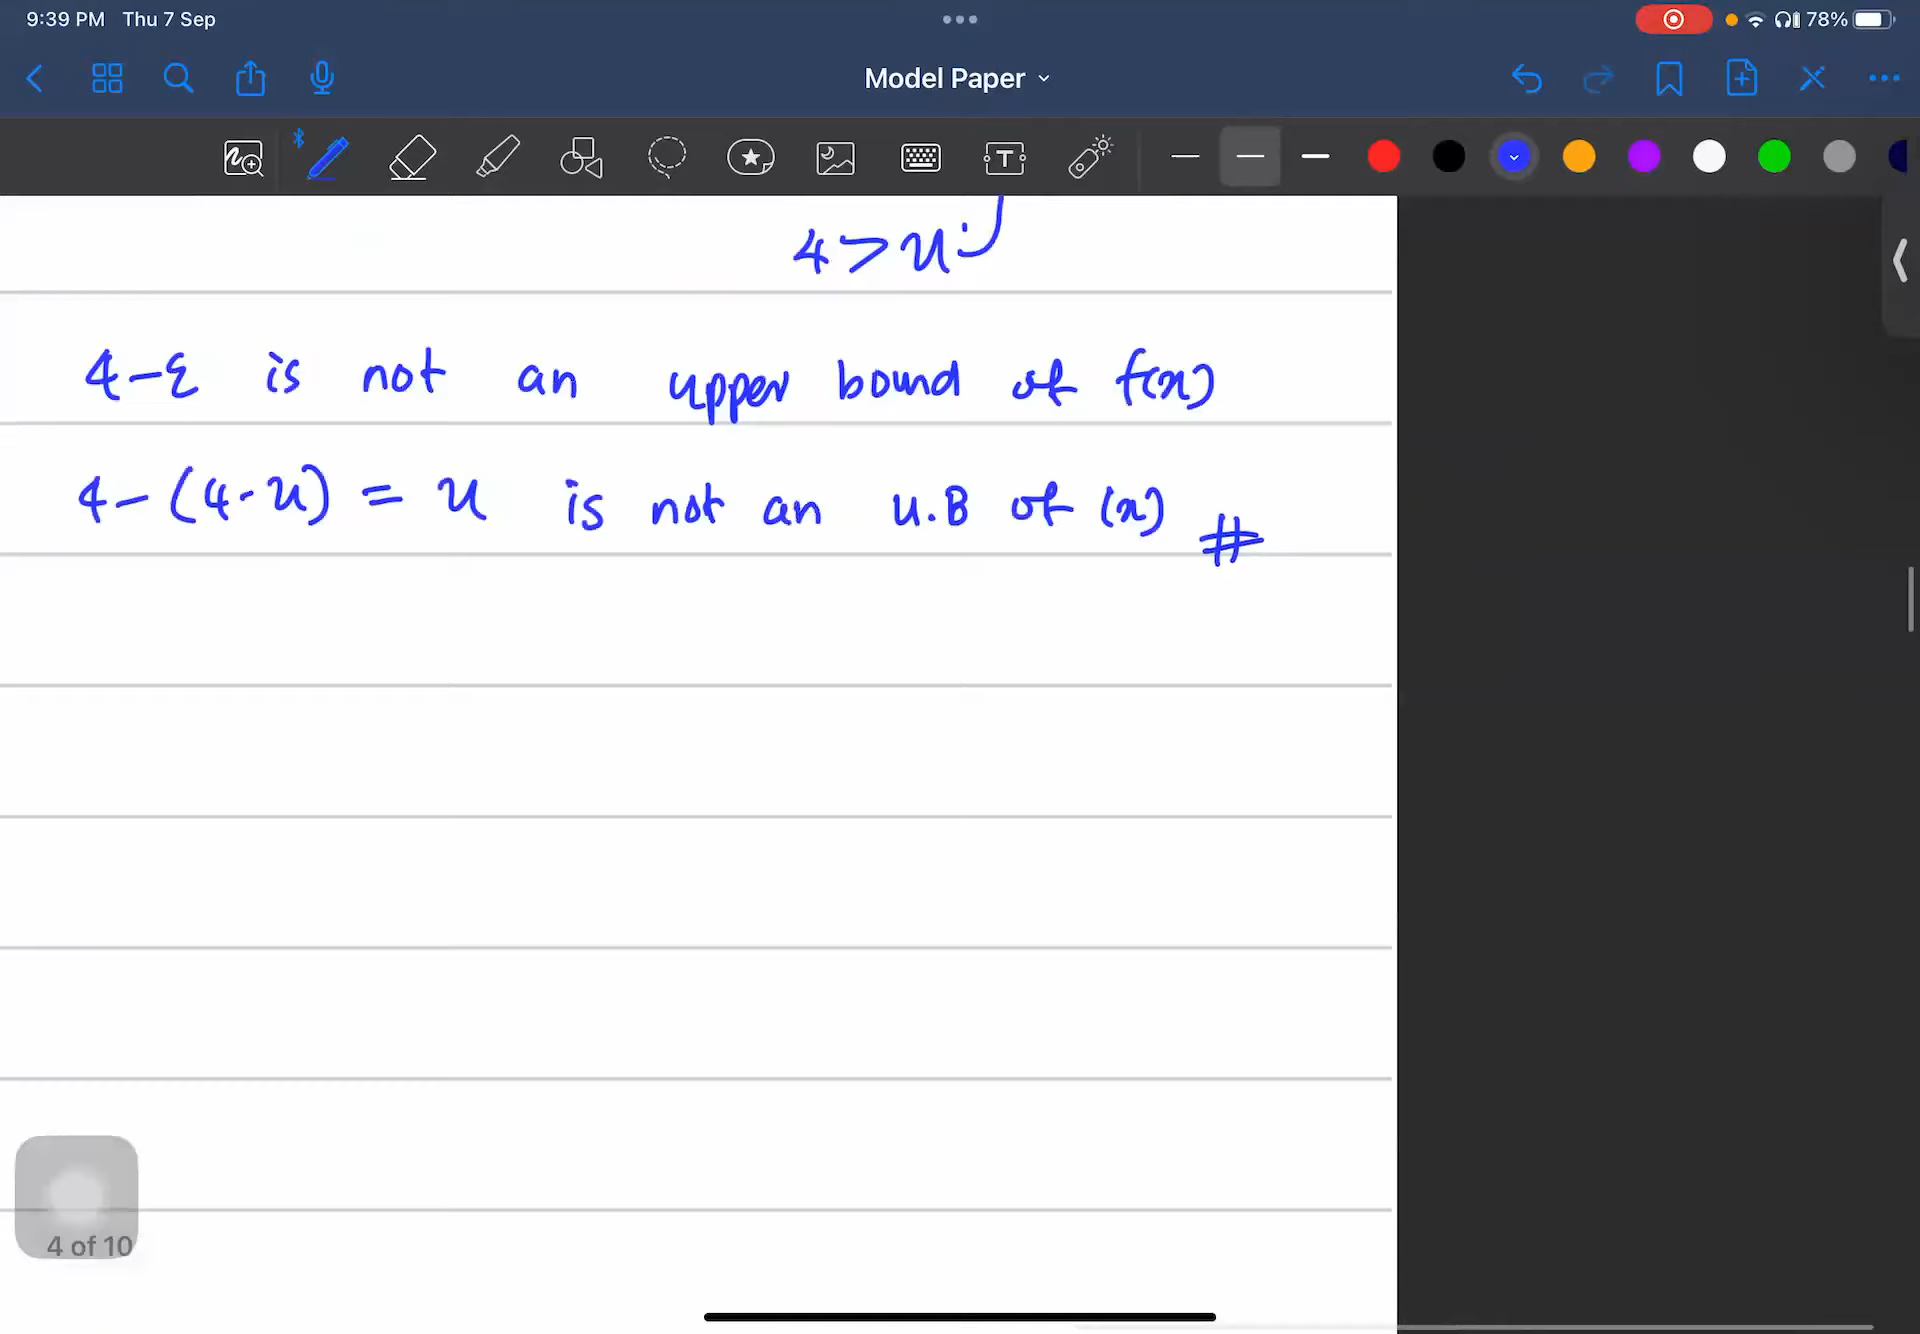 9:39 PM Thu 7 Sep
78%
Model Paper
T
4 > u
4-ε is not an upper bound of f(x)
4-(4-u) = u is not an u.B of (x) #
4 of 10